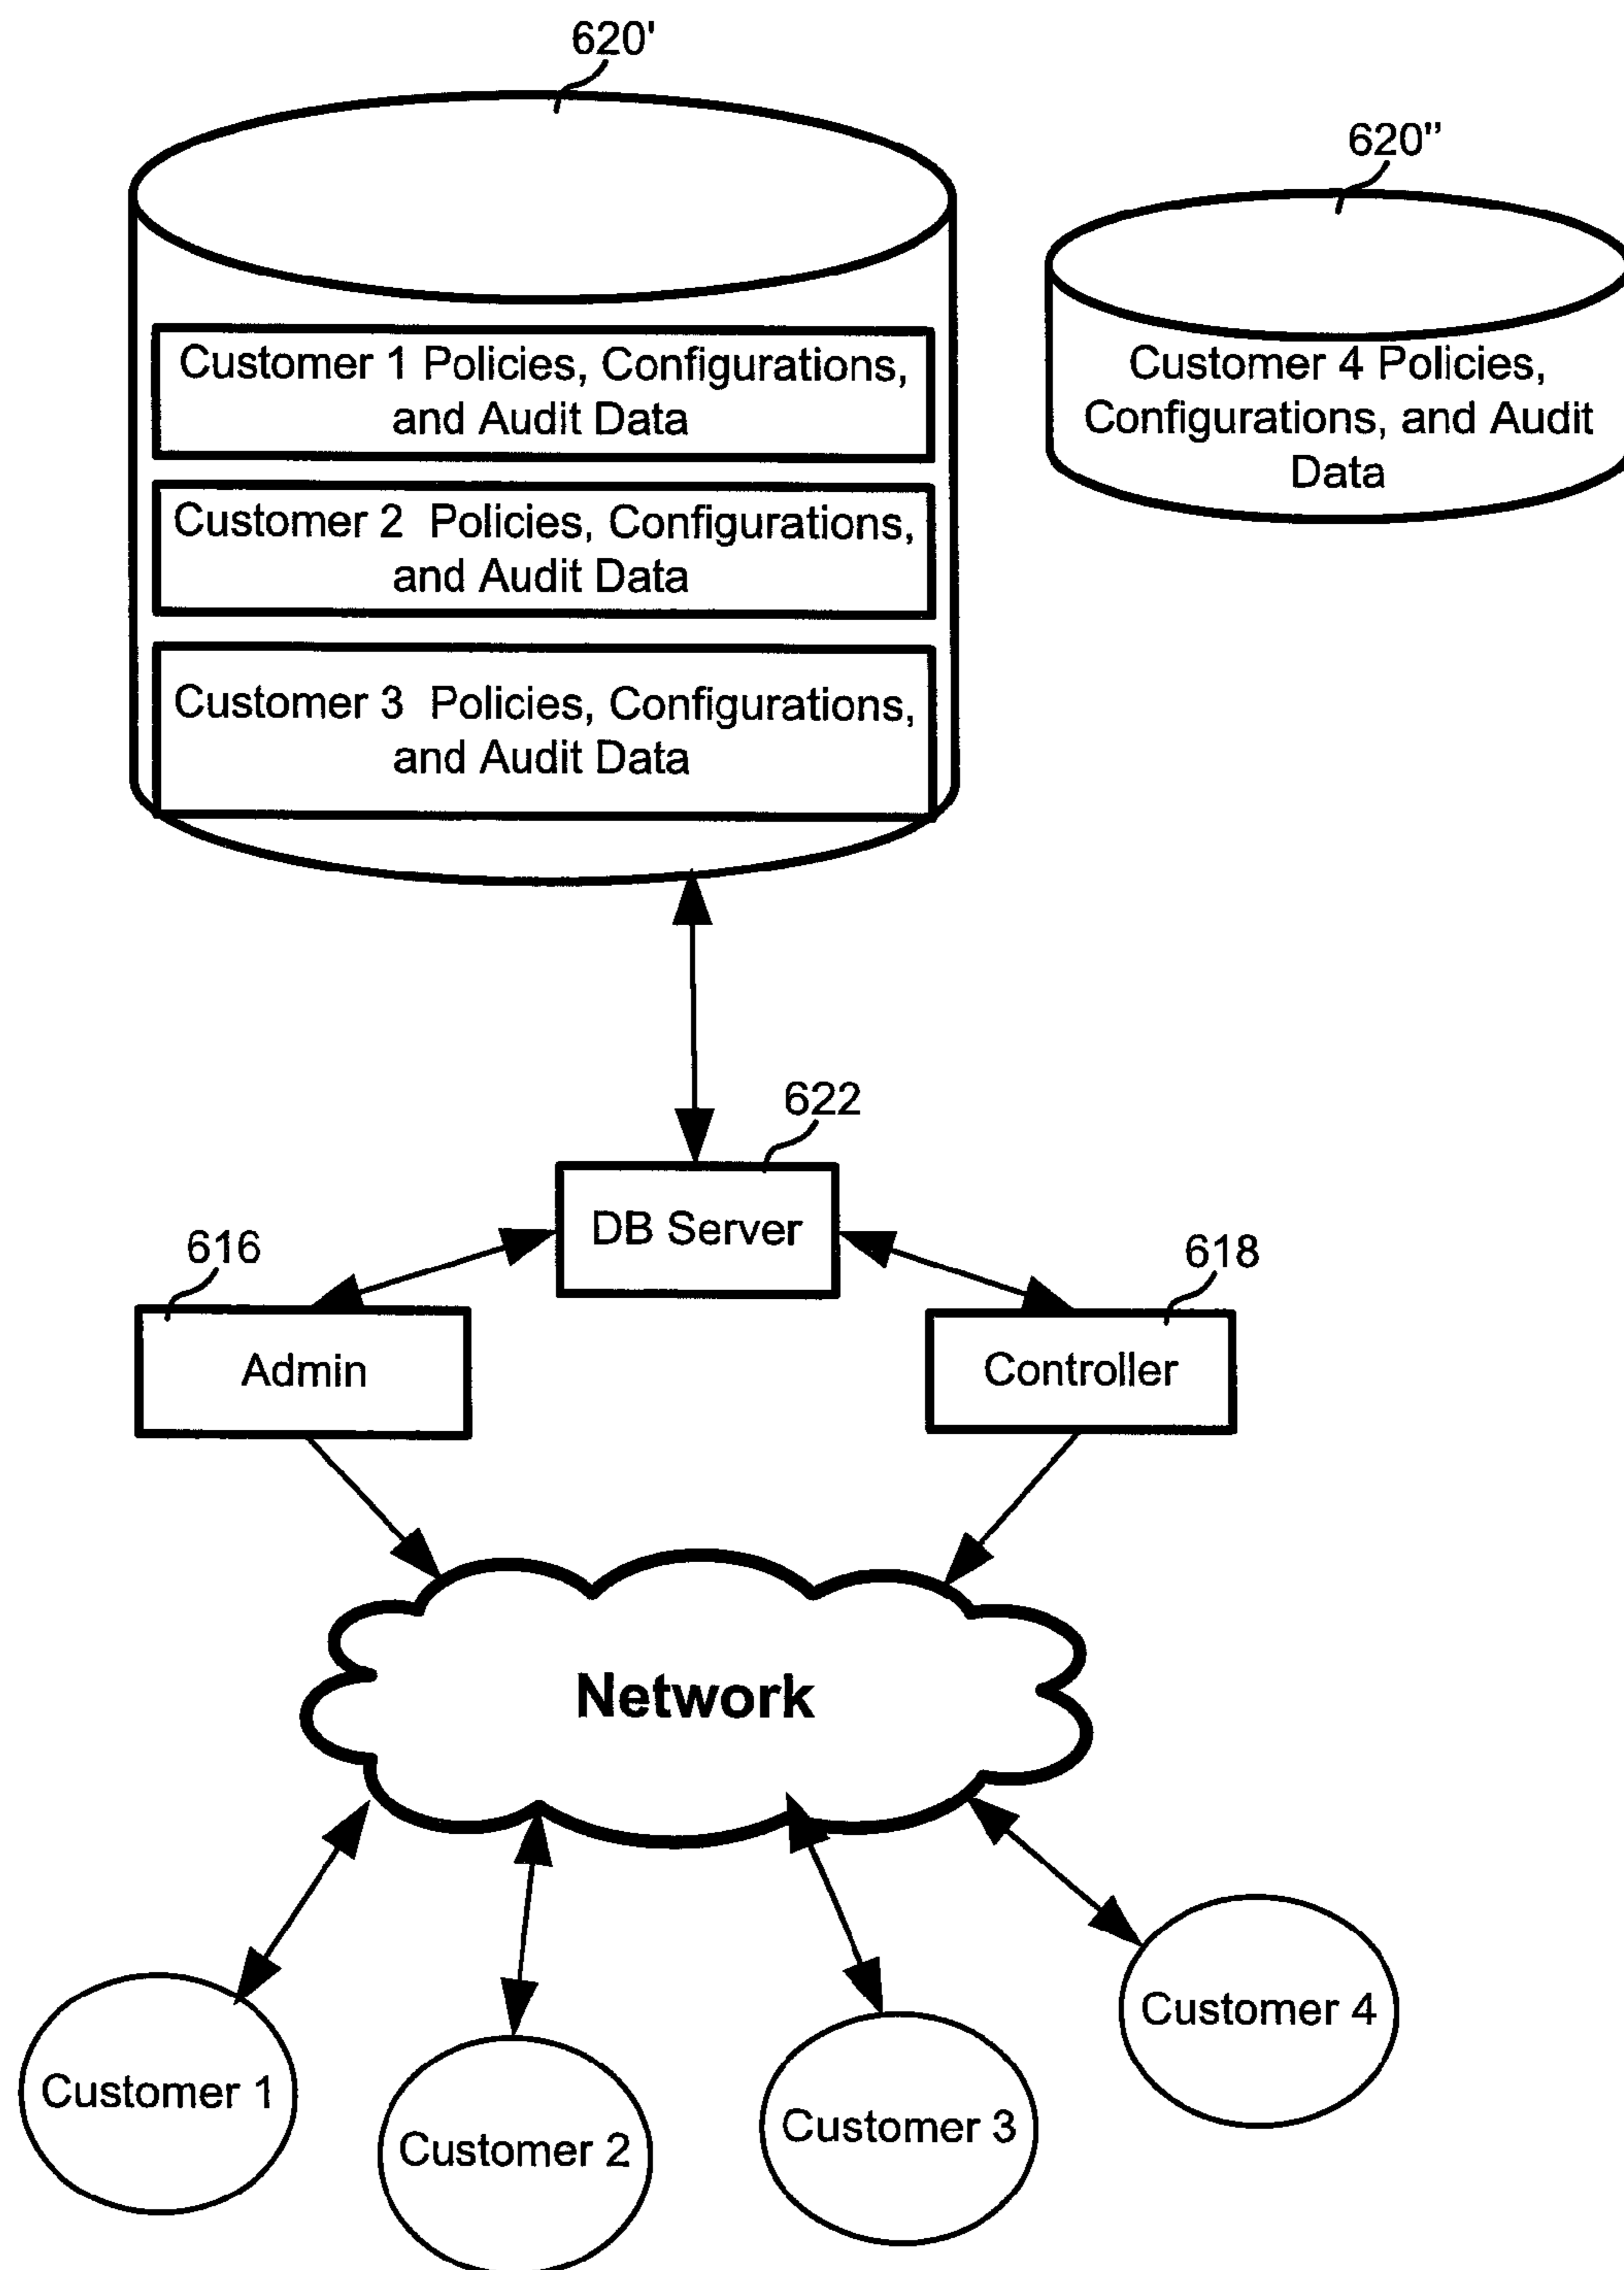 620'
620"
Customer 1 Policies, Configurations,
and Audit Data
Customer 2 Policies, Configurations,
and Audit Data
Customer 3 Policies, Configurations,
and Audit Data
Customer 4 Policies,
Configurations, and Audit
Data
622
DB Server
616
Admin
618
Controller
Network
Customer 1
Customer 2
Customer 3
Customer 4